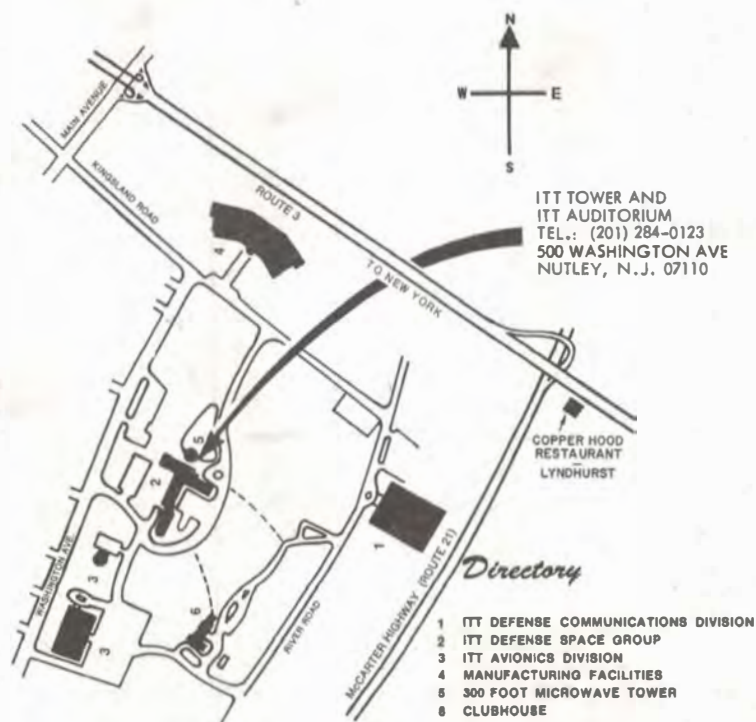 N
W E
S
MAIN AVENUE
KINGSLAND ROAD
ROUTE 3
4
TO NEW YORK
ITT TOWER AND
ITT AUDITORIUM
TEL.: (201) 284-0123
500 WASHINGTON AVE
NUTLEY, N.J. 07110
COPPER HOOD
RESTAURANT
—
LYNDHURST
5
2
1
3
WASHINGTON AVE.
3
6
RIVER ROAD
McCARTER HIGHWAY (ROUTE 21)
Directory
1 ITT DEFENSE COMMUNICATIONS DIVISION
2 ITT DEFENSE SPACE GROUP
3 ITT AVIONICS DIVISION
4 MANUFACTURING FACILITIES
5 300 FOOT MICROWAVE TOWER
6 CLUBHOUSE